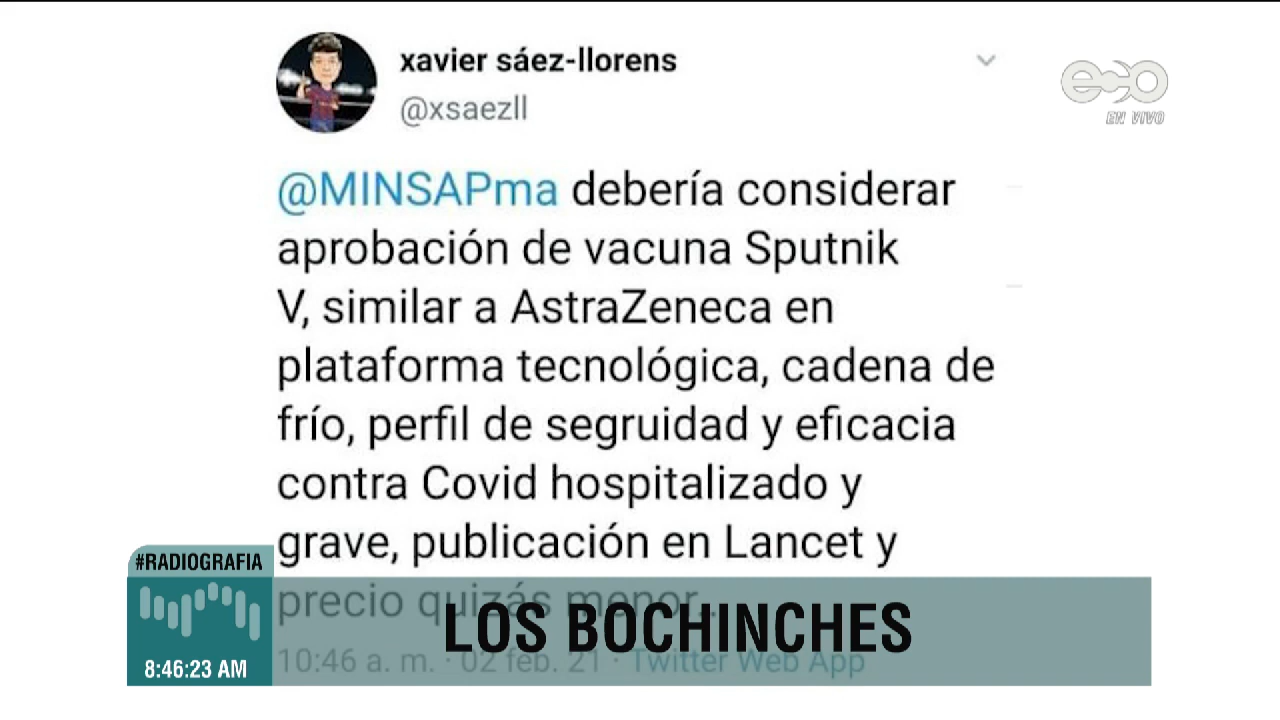 xavier sáez-llorens
@xsaezll
eco
EN VIVO
@MINSAPma debería considerar
aprobación de vacuna Sputnik
V, similar a AstraZeneca en
plataforma tecnológica, cadena de
frío, perfil de segruidad y eficacia
contra Covid hospitalizado y
grave, publicación en Lancet y
precio quizás menor..
#RADIOGRAFIA
LOS BOCHINCHES
8:46:23 AM
10:46 a. m. · 02 feb. 21 · Twitter Web App